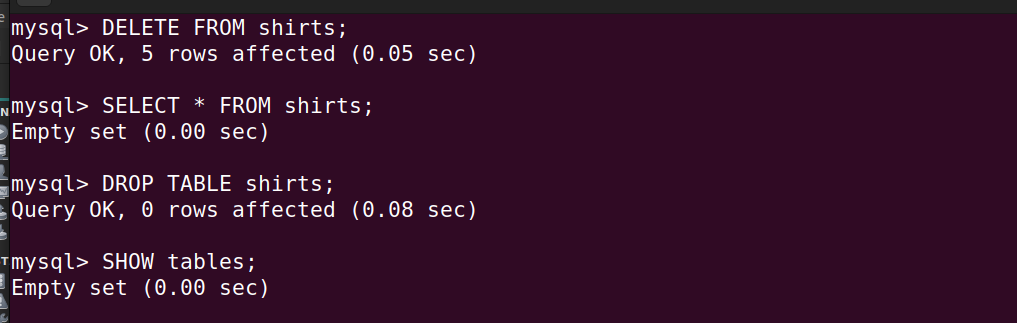 mysql> DELETE FROM shirts;
Query OK, 5 rows affected (0.05 sec)
mysql> SELECT * FROM shirts;
Empty set (0.00 sec)
mysql> DROP TABLE shirts;
Query OK, 0 rows affected (0.08 sec)
mysql> SHOW tables;
Empty set (0.00 sec)